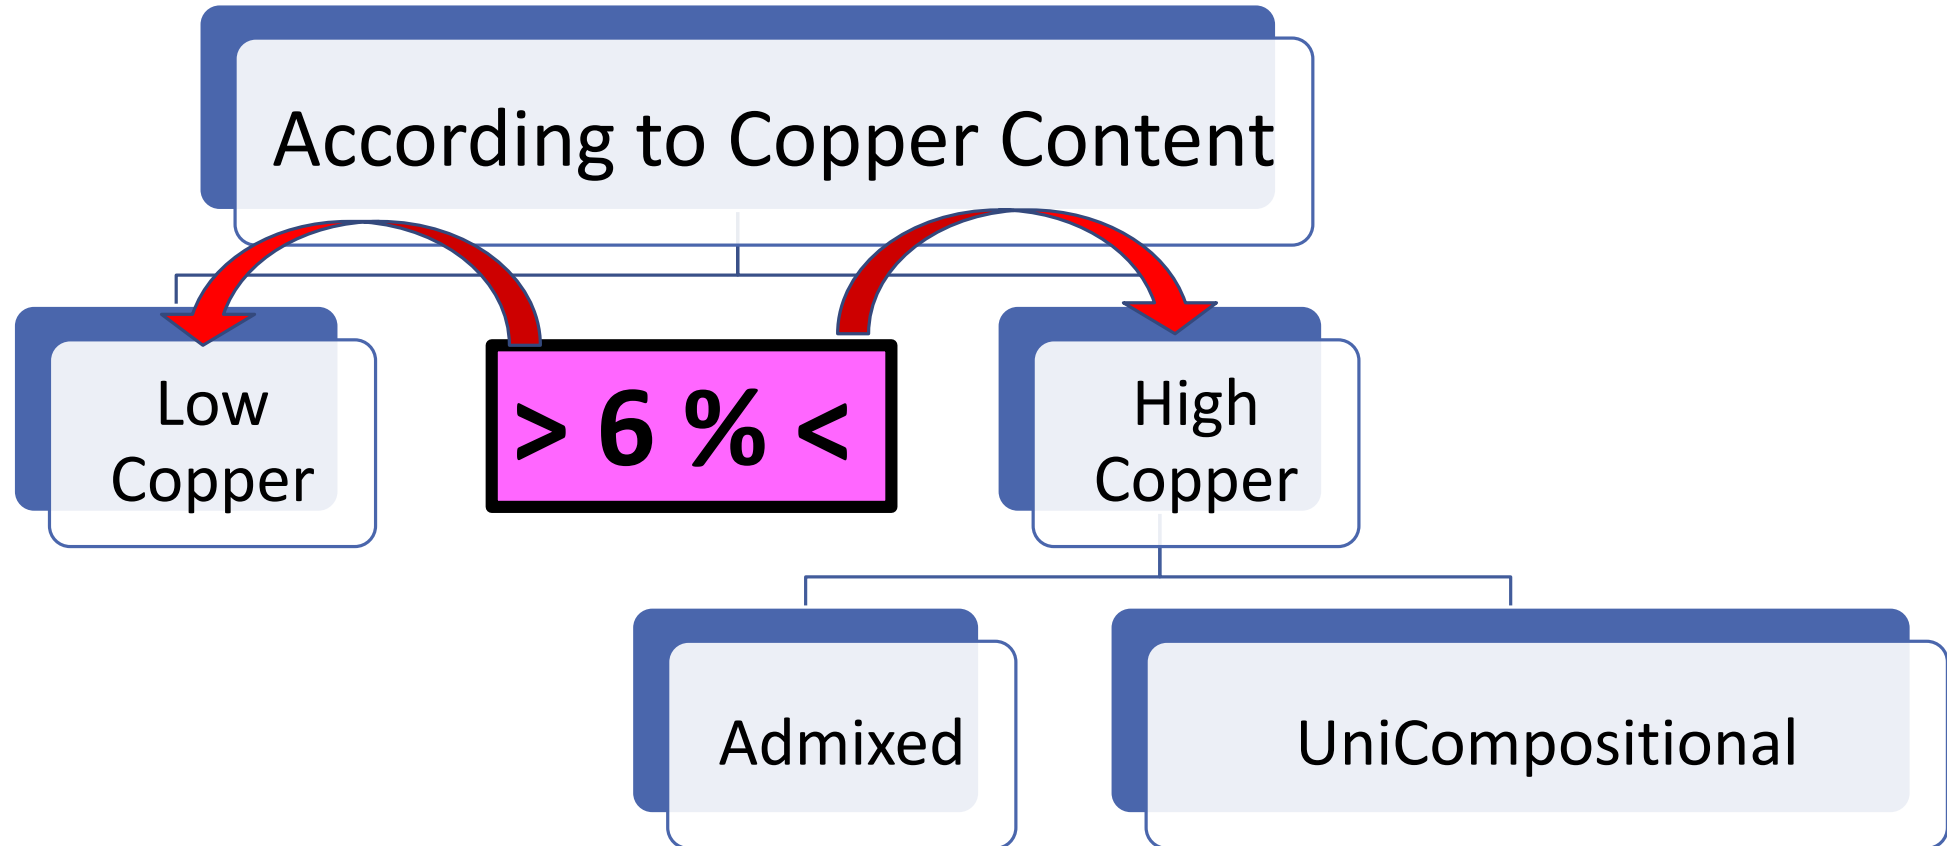 According to Copper Content
Low
Copper
> 6 % <
High
Copper
Admixed
UniCompositional